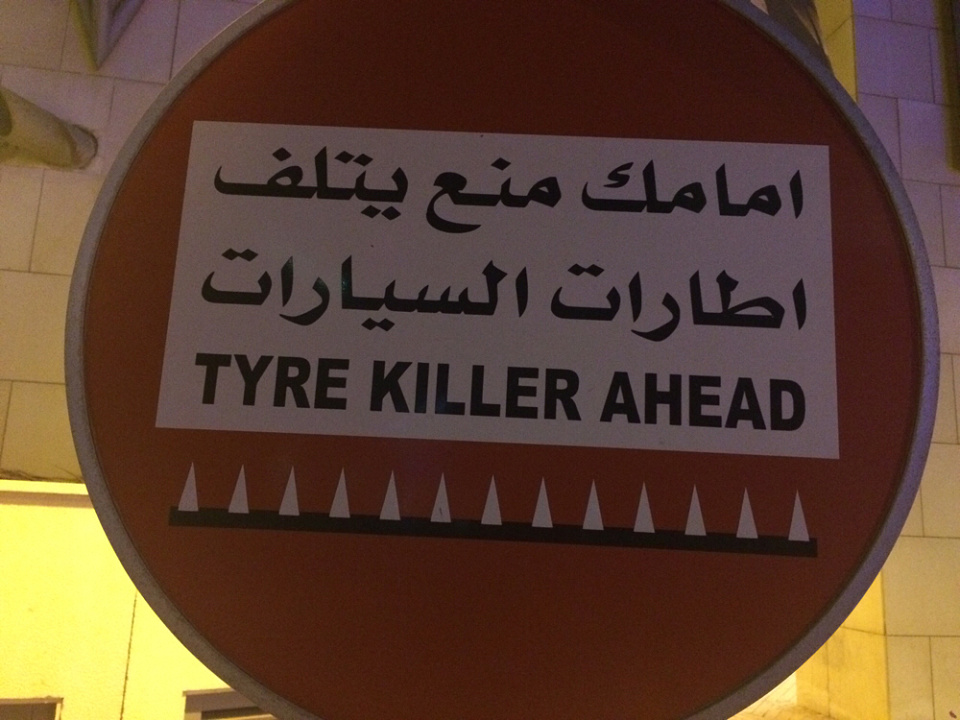 امامك منع يتلف
اطارات السيارات
TYRE KILLER AHEAD